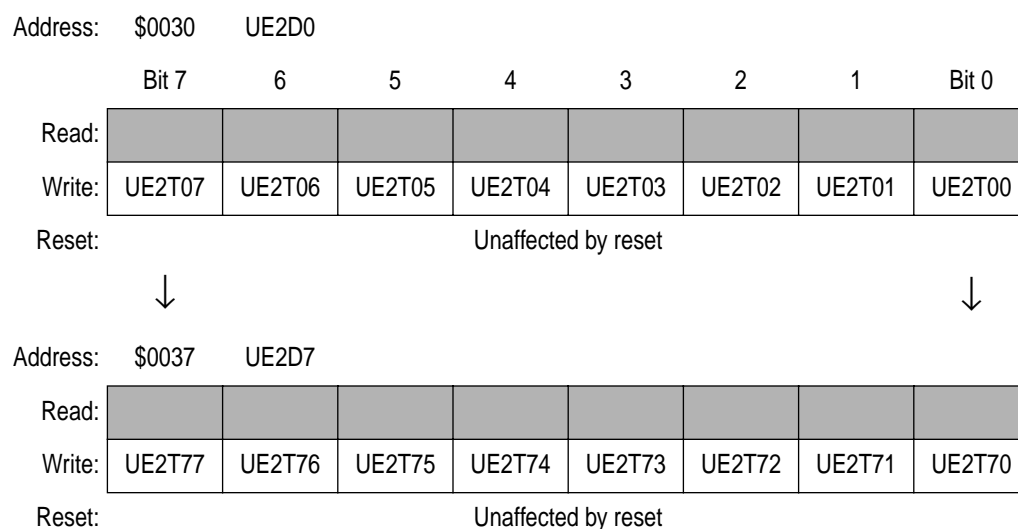 Address: $0030 UE2D0
Bit 7 6 5 4 3 2 1 Bit 0
Read:
Write: UE2T07 UE2T06 UE2T05 UE2T04 UE2T03 UE2T02 UE2T01 UE2T00
Reset: Unaffected by reset
↓ ↓
Address: $0037 UE2D7
Read:
Write: UE2T77 UE2T76 UE2T75 UE2T74 UE2T73 UE2T72 UE2T71 UE2T70
Reset: Unaffected by reset